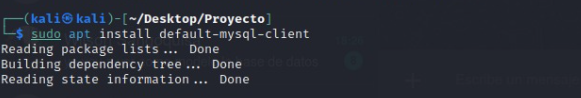 ┌──(kali㉿kali)-[~/Desktop/Proyecto]
└─$ sudo apt install default-mysql-client
Reading package lists... Done
Building dependency tree... Done
Reading state information... Done